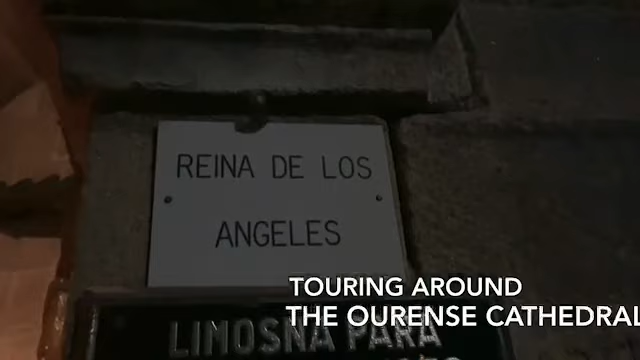 REINA DE LOS
ANGELES
TOURING AROUND
THE OURENSE CATHEDRAL
LIMOSNA PARA